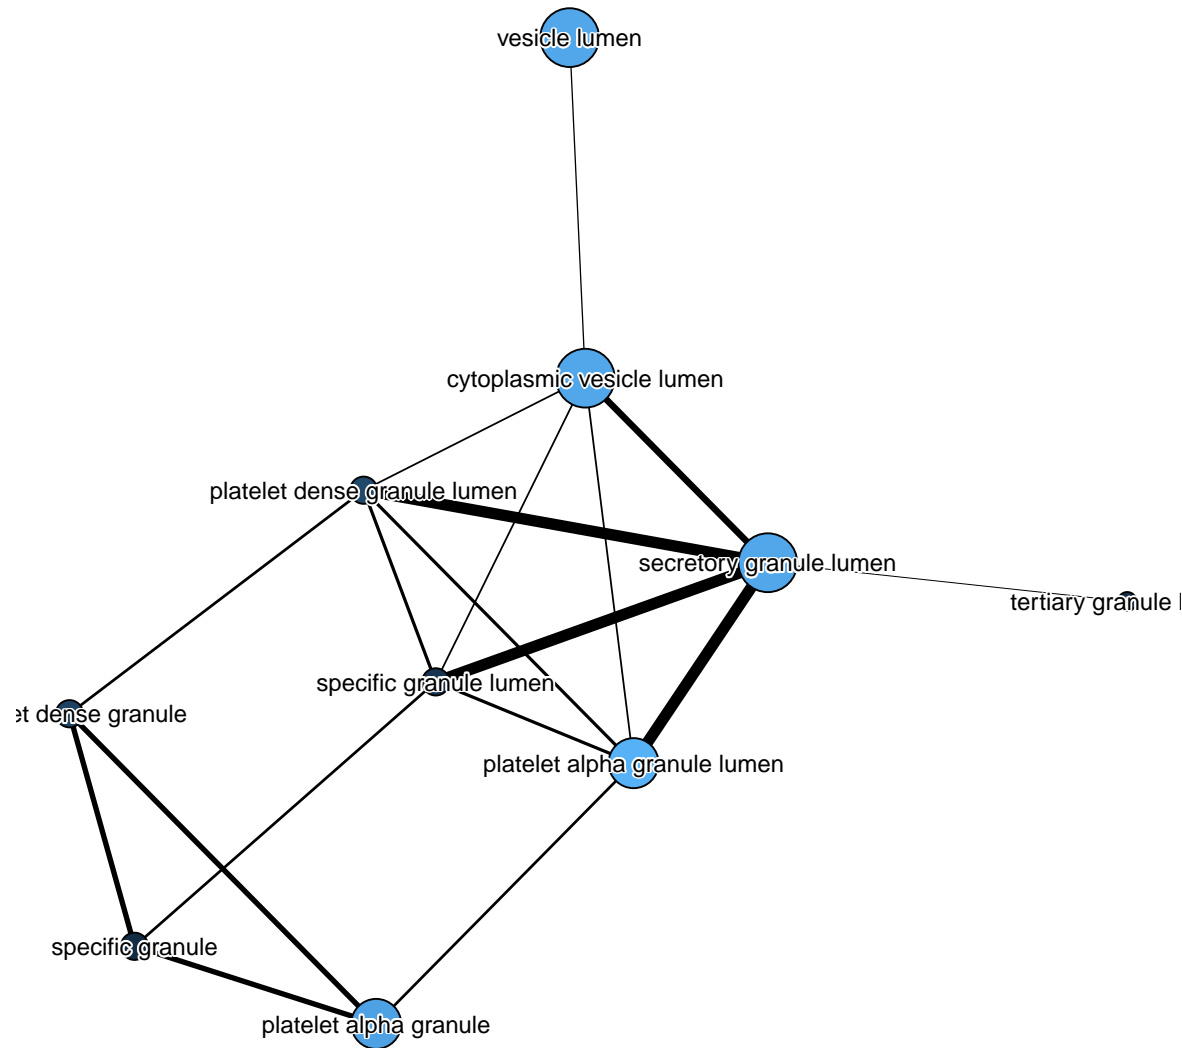 vesicle lumen
cytoplasmic vesicle lumen
platelet dense granule lumen
secretory granule lumen
tertiary granule
specific granule lumen
dense granule
platelet alpha granule lumen
specific granule
platelet alpha granule